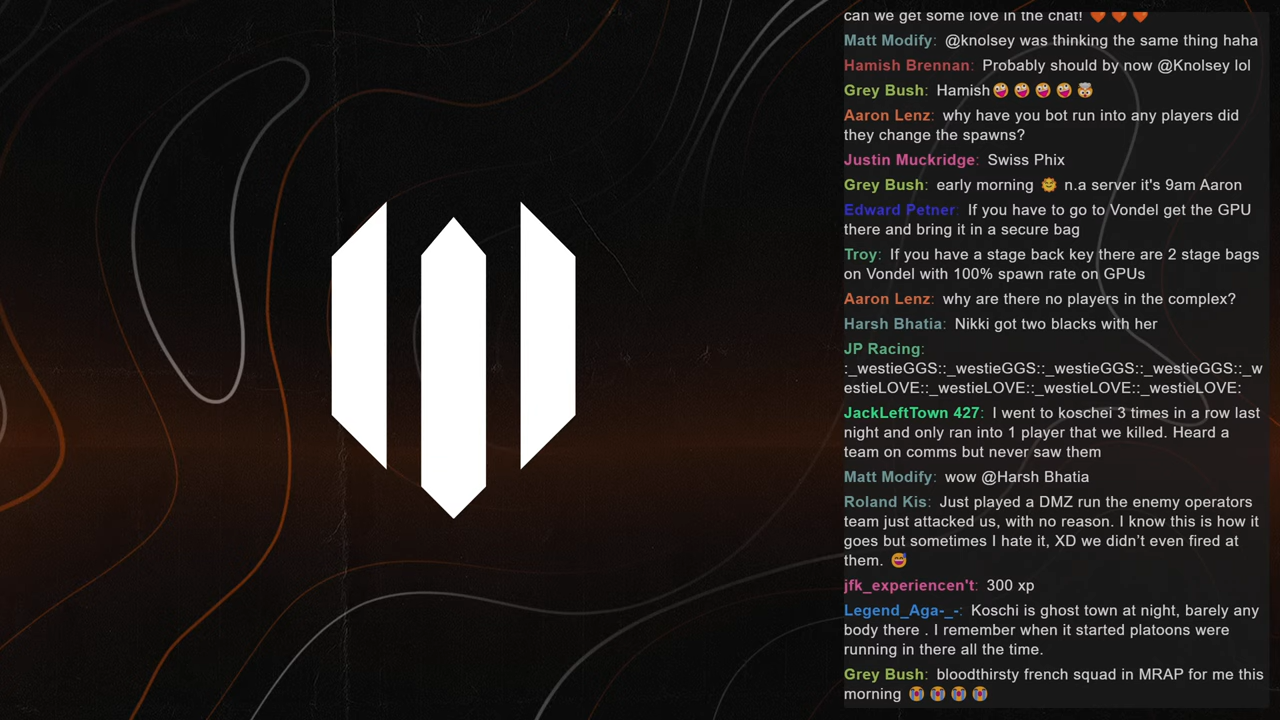 can we get some love in the chat! 🧡 🧡 🧡
Matt Modify: @knolsey was thinking the same thing haha
Hamish Brennan: Probably should by now @Knolsey lol
Grey Bush: Hamish🤪 🤪 🤪 🤪 🤯
Aaron Lenz: why have you bot run into any players did
they change the spawns?
Justin Muckridge: Swiss Phix
Grey Bush: early morning 🌞 n.a server it's 9am Aaron
Edward Petner: If you have to go to Vondel get the GPU
there and bring it in a secure bag
Troy: If you have a stage back key there are 2 stage bags
on Vondel with 100% spawn rate on GPUs
Aaron Lenz: why are there no players in the complex?
Harsh Bhatia: Nikki got two blacks with her
JP Racing:
:_westieGGS::_westieGGS::_westieGGS::_westieGGS::_w
estieLOVE::_westieLOVE::_westieLOVE::_westieLOVE:
JackLeftTown 427: I went to koschei 3 times in a row last
night and only ran into 1 player that we killed. Heard a
team on comms but never saw them
Matt Modify: wow @Harsh Bhatia
Roland Kis: Just played a DMZ run the enemy operators
team just attacked us, with no reason. I know this is how it
goes but sometimes I hate it, XD we didn't even fired at
them. 😅
jfk_experiencen't: 300 xp
Legend_Aga-_-: Koschi is ghost town at night, barely any
body there . I remember when it started platoons were
running in there all the time.
Grey Bush: bloodthirsty french squad in MRAP for me this
morning 😭 😭 😭 😭